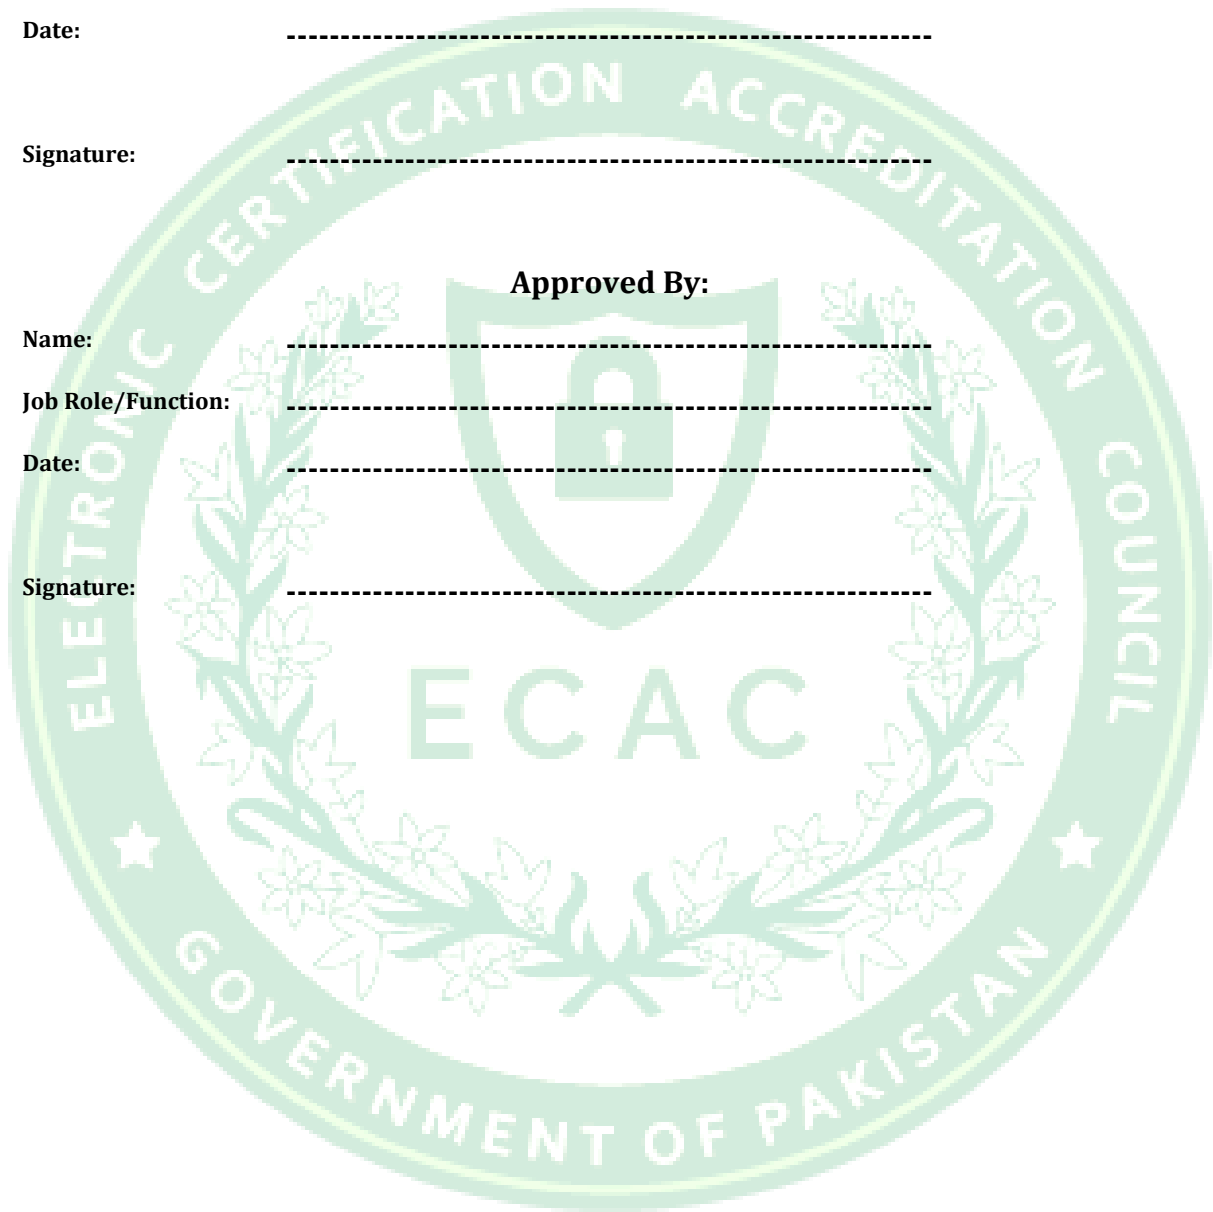 Date: ------------------------------------------------------------
Signature: ------------------------------------------------------------
Approved By:
Name: ------------------------------------------------------------
Job Role/Function: ------------------------------------------------------------
Date: ------------------------------------------------------------
Signature: ------------------------------------------------------------
ELECTRONIC CERTIFICATION ACCREDITATION COUNCIL
ECAC
GOVERNMENT OF PAKISTAN